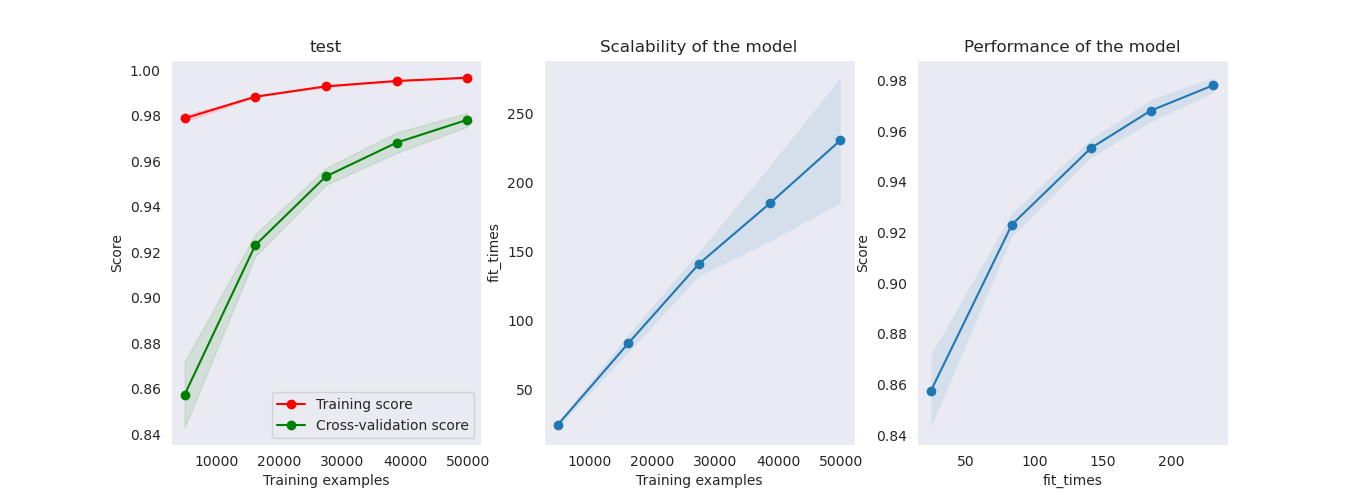 test
1.00
0.98
0.96
0.94
0.92
0.90
0.88
0.86
0.84
Score
10000 20000 30000 40000 50000
Training examples
Training score
Cross-validation score
Scalability of the model
250
200
150
100
50
fit_times
10000 20000 30000 40000 50000
Training examples
Performance of the model
0.98
0.96
0.94
0.92
0.90
0.88
0.86
0.84
Score
50 100 150 200
fit_times